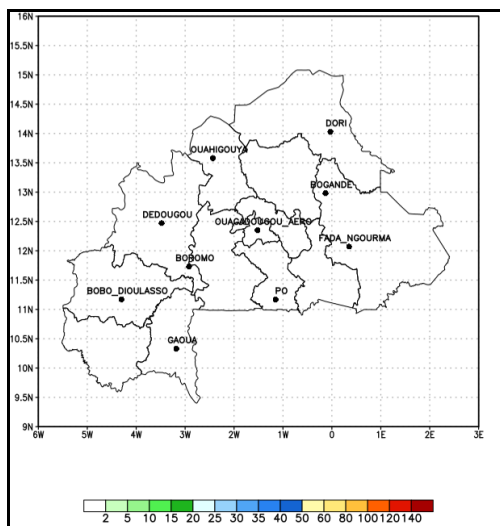 16N
15.5N
15N
14.5N
14N
13.5N
13N
12.5N
12N
11.5N
11N
10.5N
10N
9.5N
9N
6W 5W 4W 3W 2W 1W 0 1E 2E 3E
DORI
OUAHIGOUYA
BOGANDE
DEDOUGOU
OUAGADOUGOU_AERO
FADA_NGOURMA
BOROMO
BOBO_DIOULASSO
PO
GAOUA
2 5 10 15 20 25 30 35 40 50 60 80 100 120 140